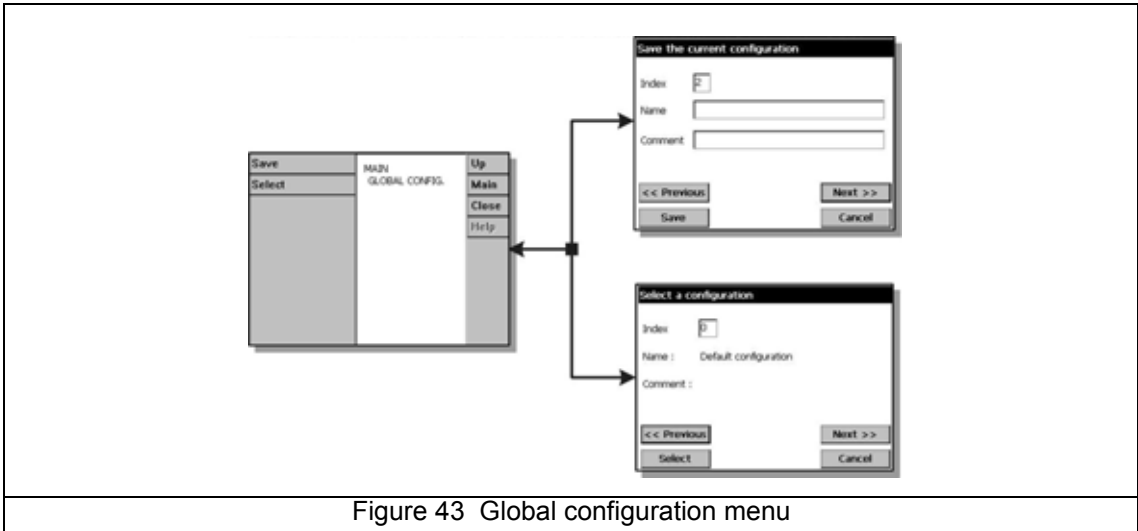 Save
Select
MAIN
GLOBAL CONFIG.
Up
Main
Close
Help
Save the current configuration
Index 2
Name
Comment
<< Previous Next >>
Save Cancel
Select a configuration
Index 0
Name : Default configuration
Comment :
<< Previous Next >>
Select Cancel
Figure 43 Global configuration menu